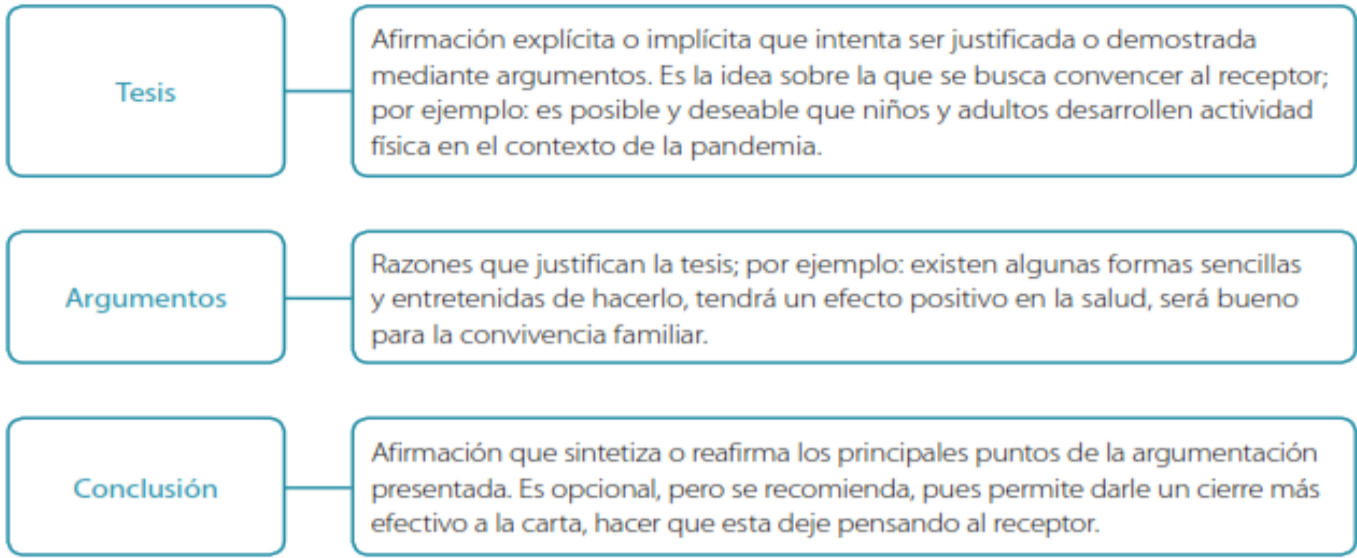 Tesis
Afirmación explícita o implícita que intenta ser justificada o demostrada
mediante argumentos. Es la idea sobre la que se busca convencer al receptor;
por ejemplo: es posible y deseable que niños y adultos desarrollen actividad
física en el contexto de la pandemia.
Argumentos
Razones que justifican la tesis; por ejemplo: existen algunas formas sencillas
y entretenidas de hacerlo, tendrá un efecto positivo en la salud, será bueno
para la convivencia familiar.
Conclusión
Afirmación que sintetiza o reafirma los principales puntos de la argumentación
presentada. Es opcional, pero se recomienda, pues permite darle un cierre más
efectivo a la carta, hacer que esta deje pensando al receptor.